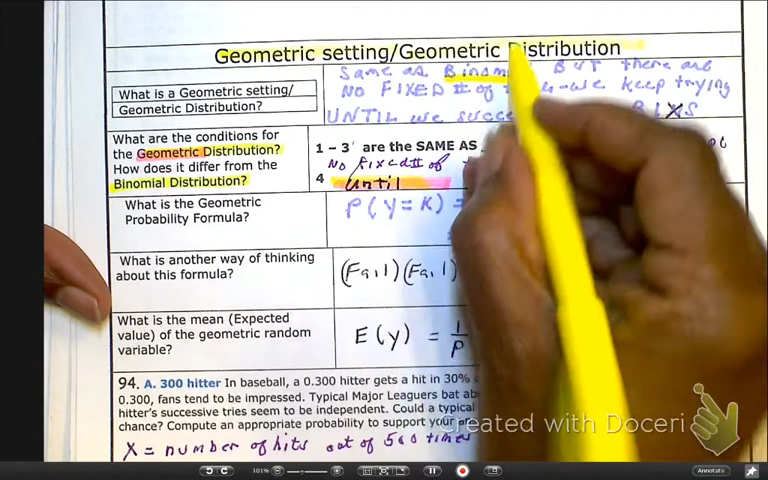 Geometric setting/Geometric Distribution
What is a Geometric setting/
Geometric Distribution?
Same as Binom BUT there are
NO FIXED # of we keep trying
UNTIL we succe
What are the conditions for
the Geometric Distribution?
How does it differ from the
Binomial Distribution?
1 – 3 are the SAME AS
No fixed # of
4 until
What is the Geometric
Probability Formula?
P(Y=K) =
What is another way of thinking
about this formula?
(Fail)(Fail)
What is the mean (Expected
value) of the geometric random
variable?
E(Y) = 1/P
94. A. 300 hitter In baseball, a 0.300 hitter gets a hit in 30%
0.300, fans tend to be impressed. Typical Major Leaguers bat
hitter's successive tries seem to be independent. Could a typical
chance? Compute an appropriate probability to support your
X = number of hits out of 500 times
Created with Doceri
101%
Annotate